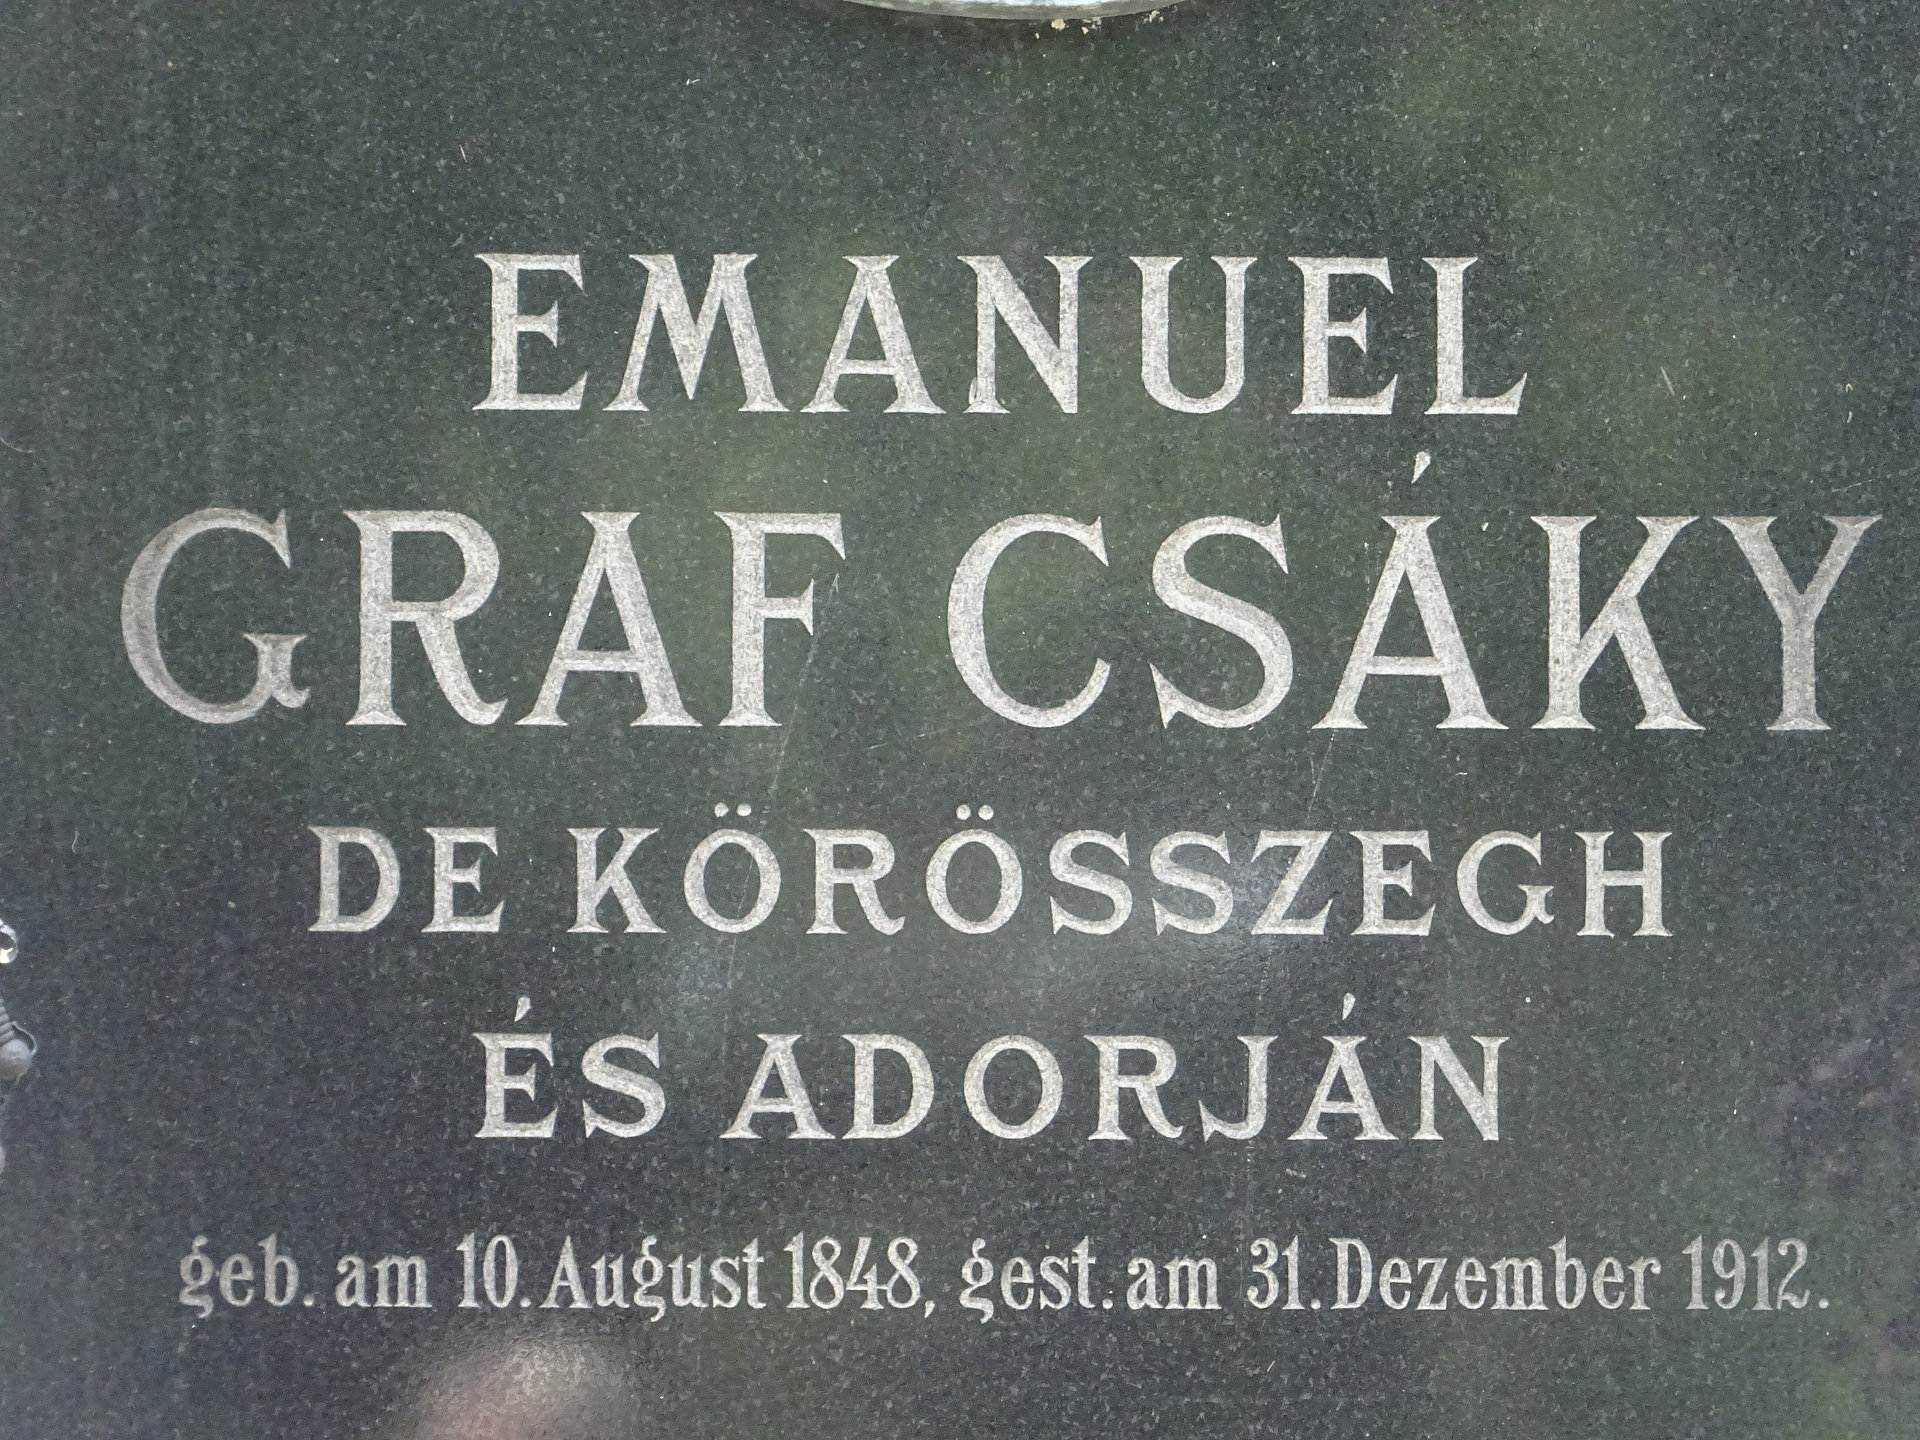 EMANUEL
GRAF CSÁKY
DE KÖRÖSSZEGH
ÉS ADORJÁN
geb. am 10. August 1848, gest. am 31. Dezember 1912.